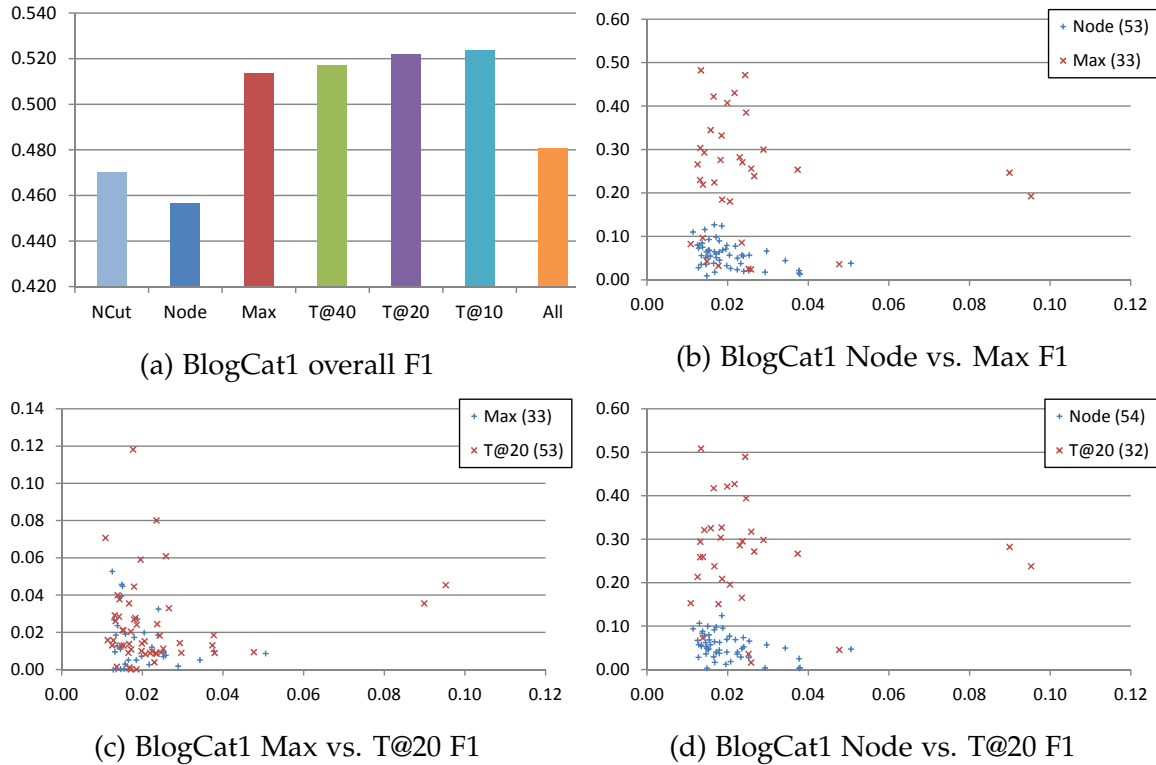 0.540
0.520
0.500
0.480
0.460
0.440
0.420
NCut Node Max T@40 T@20 T@10 All
(a) BlogCat1 overall F1
0.60
0.50
0.40
0.30
0.20
0.10
0.00
0.00 0.02 0.04 0.06 0.08 0.10 0.12
Node (53)
Max (33)
(b) BlogCat1 Node vs. Max F1
0.14
0.12
0.10
0.08
0.06
0.04
0.02
0.00
0.00 0.02 0.04 0.06 0.08 0.10 0.12
Max (33)
T@20 (53)
(c) BlogCat1 Max vs. T@20 F1
0.60
0.50
0.40
0.30
0.20
0.10
0.00
0.00 0.02 0.04 0.06 0.08 0.10 0.12
Node (54)
T@20 (32)
(d) BlogCat1 Node vs. T@20 F1